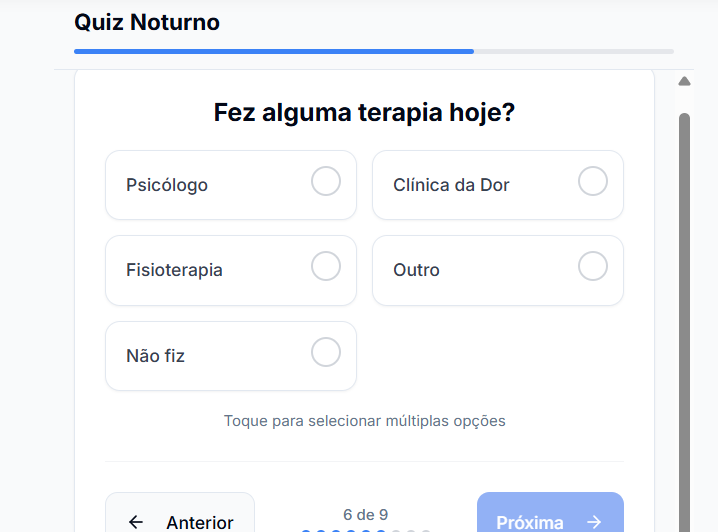 Quiz Noturno
Fez alguma terapia hoje?
Psicólogo
Clínica da Dor
Fisioterapia
Outro
Não fiz
Toque para selecionar múltiplas opções
Anterior
6 de 9
Próxima